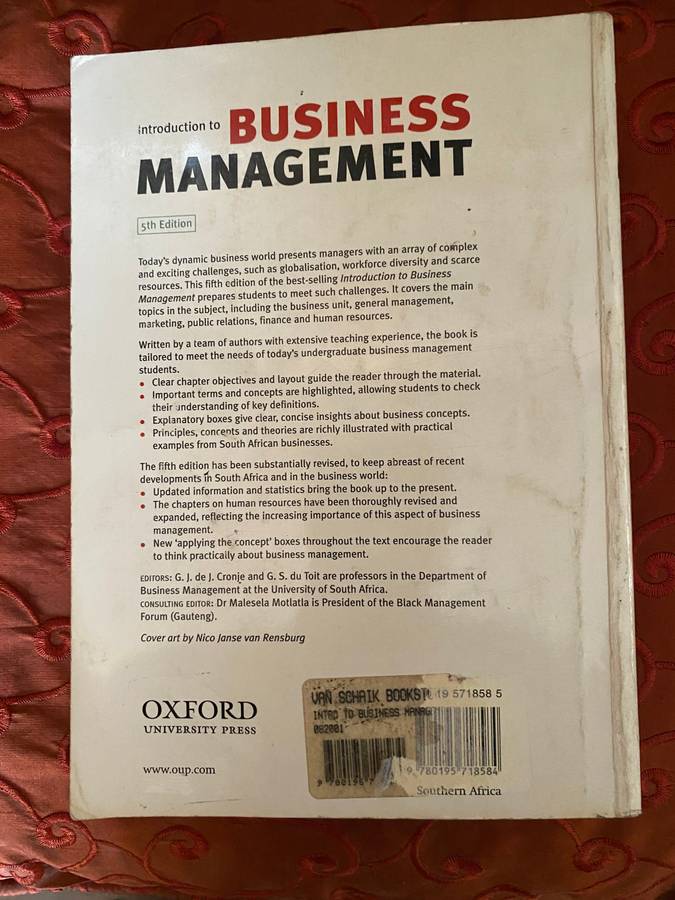 Introduction to BUSINESS
MANAGEMENT
5th Edition
Today's dynamic business world presents managers with an array of complex
and exciting challenges, such as globalisation, workforce diversity and scarce
resources. This fifth edition of the best-selling Introduction to Business
Management prepares students to meet such challenges. It covers the main
topics in the subject, including the business unit, general management,
marketing, public relations, finance and human resources.
Written by a team of authors with extensive teaching experience, the book is
tailored to meet the needs of today's undergraduate business management
students.
• Clear chapter objectives and layout guide the reader through the material.
• Important terms and concepts are highlighted, allowing students to check
their understanding of key definitions.
• Explanatory boxes give clear, concise insights about business concepts.
• Principles, concepts and theories are richly illustrated with practical
examples from South African businesses.
The fifth edition has been substantially revised, to keep abreast of recent
developments in South Africa and in the business world:
• Updated information and statistics bring the book up to the present.
• The chapters on human resources have been thoroughly revised and
expanded, reflecting the increasing importance of this aspect of business
management.
• New 'applying the concept' boxes throughout the text encourage the reader
to think practically about business management.
EDITORS: G. J. de J. Cronje and G. S. du Toit are professors in the Department of
Business Management at the University of South Africa.
CONSULTING EDITOR: Dr Malesela Motlatla is President of the Black Management
Forum (Gauteng).
Cover art by Nico Janse van Rensburg
OXFORD
UNIVERSITY PRESS
www.oup.com
VAN SCHAIK BOOKST 19 571858 5
INTRO TO BUSINESS MANAG
082001
9 780195 718584
Southern Africa